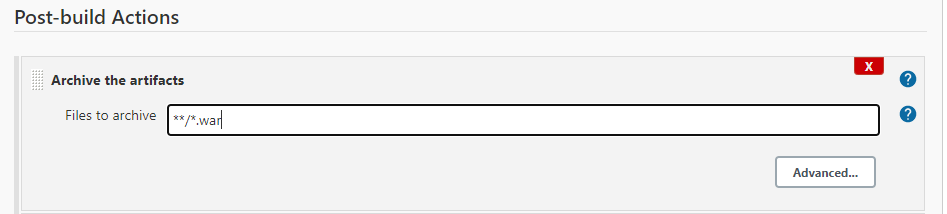 Post-build Actions
X
Archive the artifacts
?
Files to archive
**/*.war
?
Advanced...